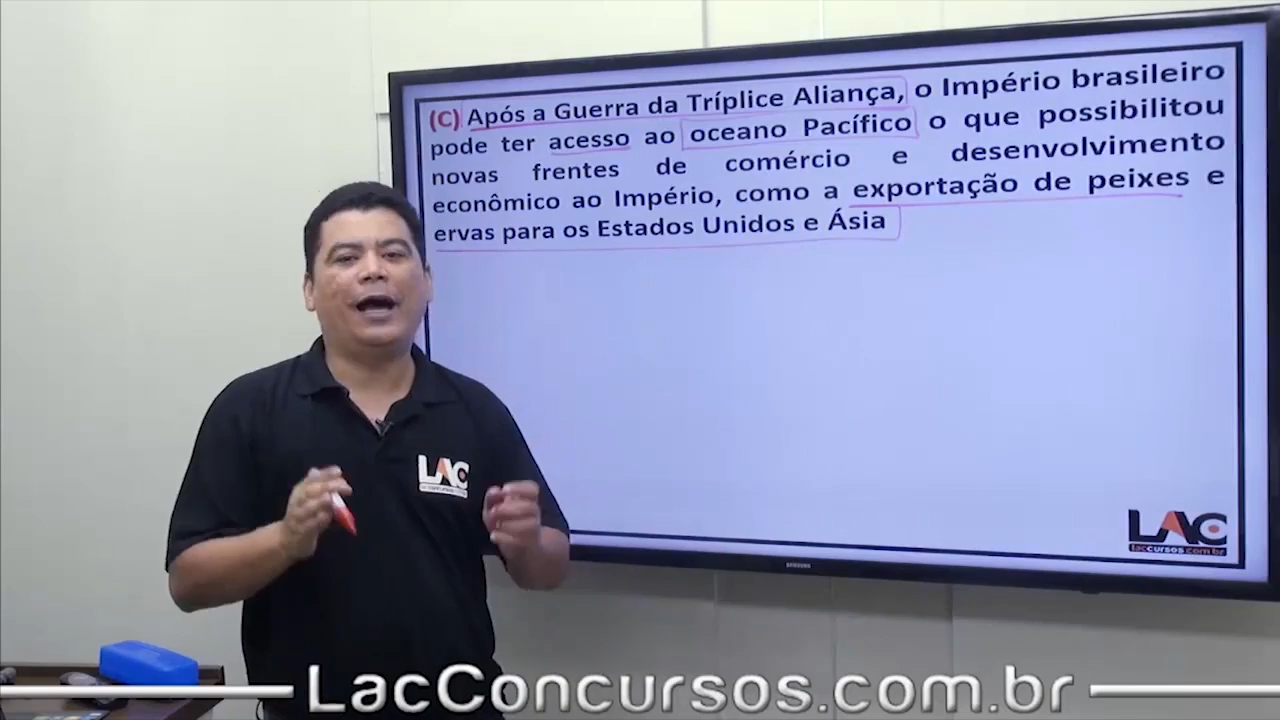 (C) Após a Guerra da Tríplice Aliança, o Império brasileiro
pode ter acesso ao oceano Pacífico o que possibilitou
novas frentes de comércio e desenvolvimento
econômico ao Império, como a exportação de peixes e
ervas para os Estados Unidos e Ásia
LAC
LAC
laccursos.com.br
SAMSUNG
LacConcursos.com.br